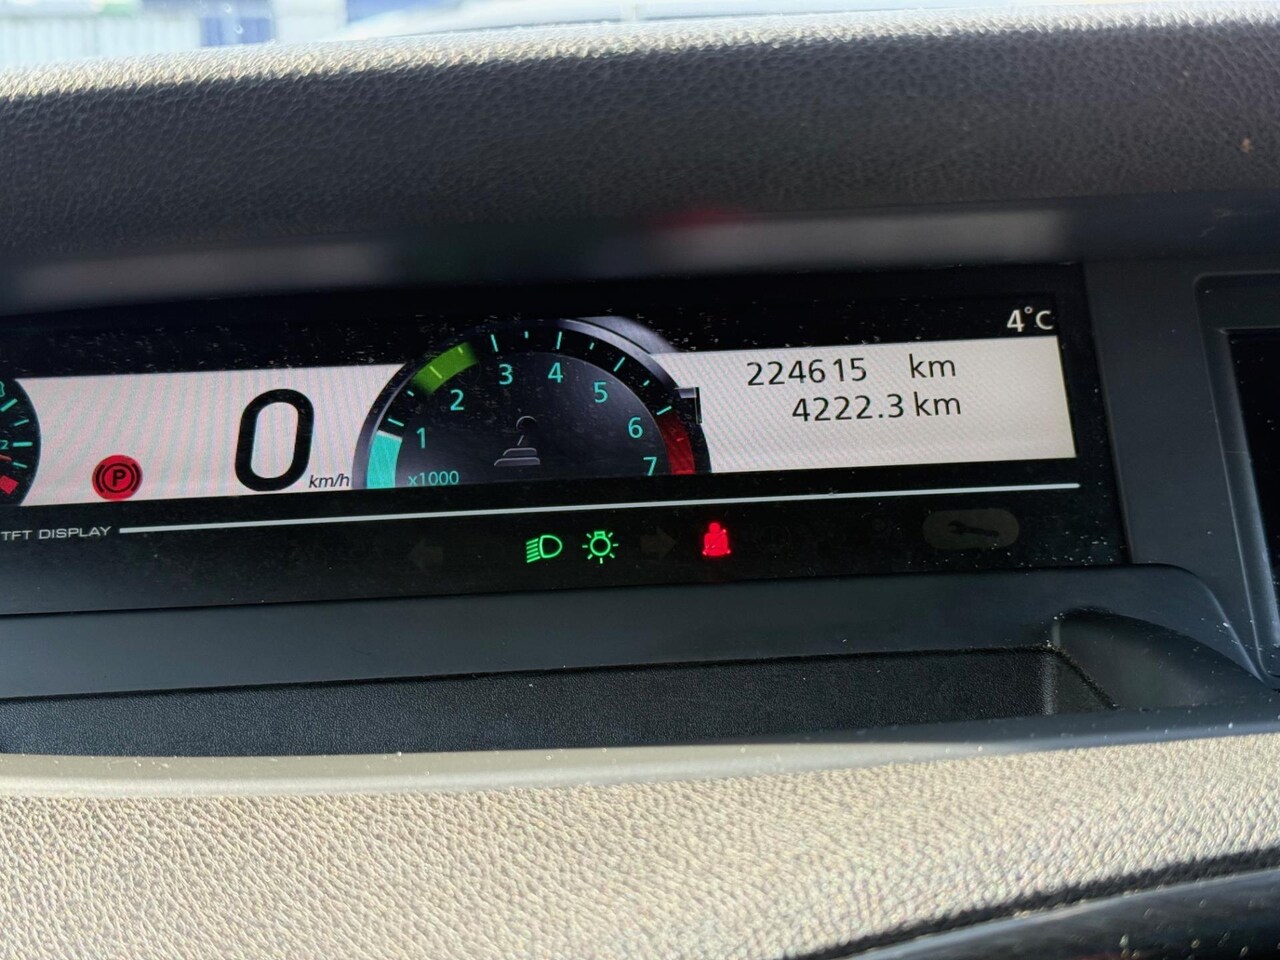 4°C
224615 km
4222.3 km
0 km/h
1 2 3 4 5 6 7
x1000
P
TFT DISPLAY